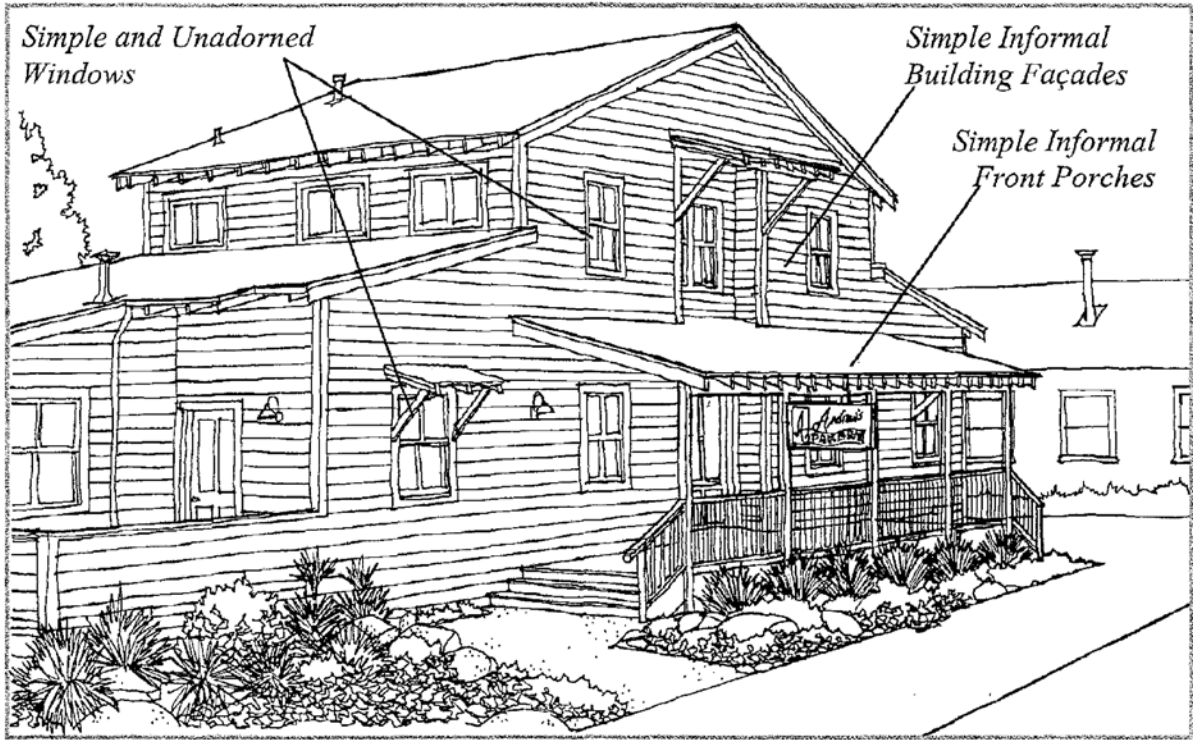 Simple and Unadorned
Windows
Simple Informal
Building Façades
Simple Informal
Front Porches